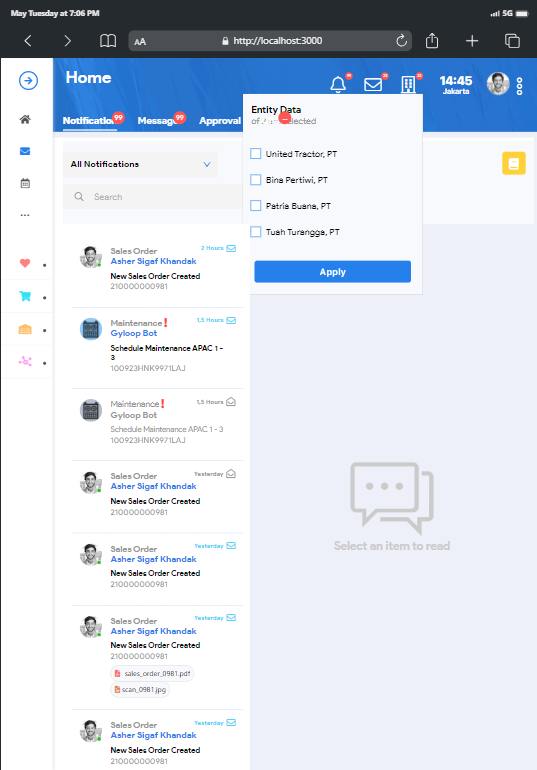 May Tuesday at 7:06 PM
5G
AA
http://localhost:3000
Home
14:45
Jakarta
99
99
Messag
Approval
All Notifications
Search
Entity Data
of
United Tractor, PT
Bina Pertiwi, PT
Patria Buana, PT
Tuah Turangga, PT
Apply
Sales Order
2 Hours
Asher Sigaf Khandak
New Sales Order Created
210000000981
Maintenance❗
1,5 Hours
Gyloop Bot
Schedule Maintenance APAC 1 -
3
100923HNK9971LAJ
Maintenance❗
1,5 Hours
Gyloop Bot
Schedule Maintenance APAC 1 - 3
100923HNK9971LAJ
Sales Order
Yesterday
Asher Sigaf Khandak
New Sales Order Created
210000000981
Sales Order
Yesterday
Asher Sigaf Khandak
New Sales Order Created
210000000981
Sales Order
Yesterday
Asher Sigaf Khandak
New Sales Order Created
210000000981
sales_order_0981.pdf
scan_0981.jpg
Sales Order
Yesterday
Asher Sigaf Khandak
New Sales Order Created
210000000981
Select an item to read